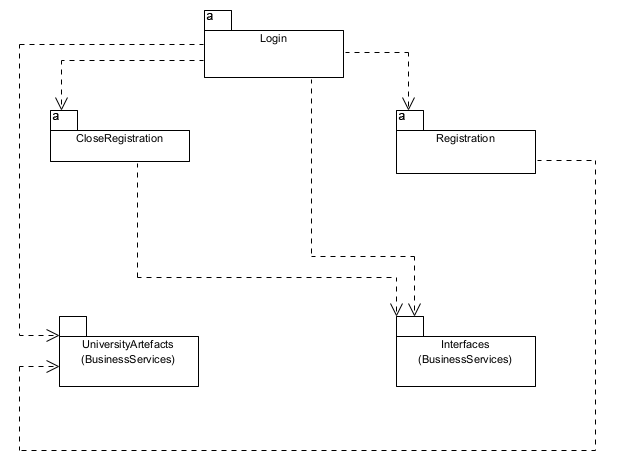 a
Login
a
CloseRegistration
a
Registration
UniversityArtefacts
(BusinessServices)
Interfaces
(BusinessServices)